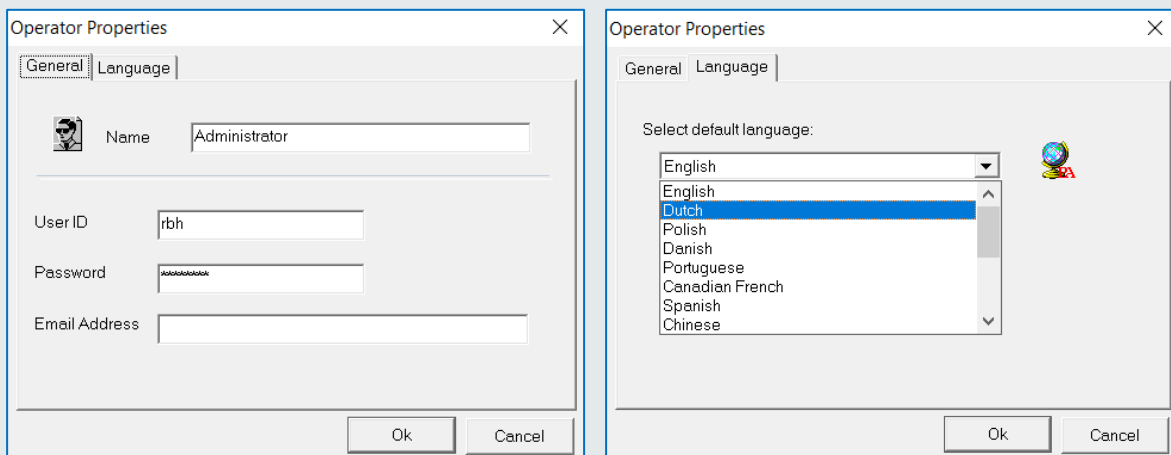 Operator Properties
General Language
Name Administrator
User ID rbh
Password *********
Email Address
Ok Cancel
Operator Properties
General Language
Select default language:
English
English
Dutch
Polish
Danish
Portuguese
Canadian French
Spanish
Chinese
Ok Cancel